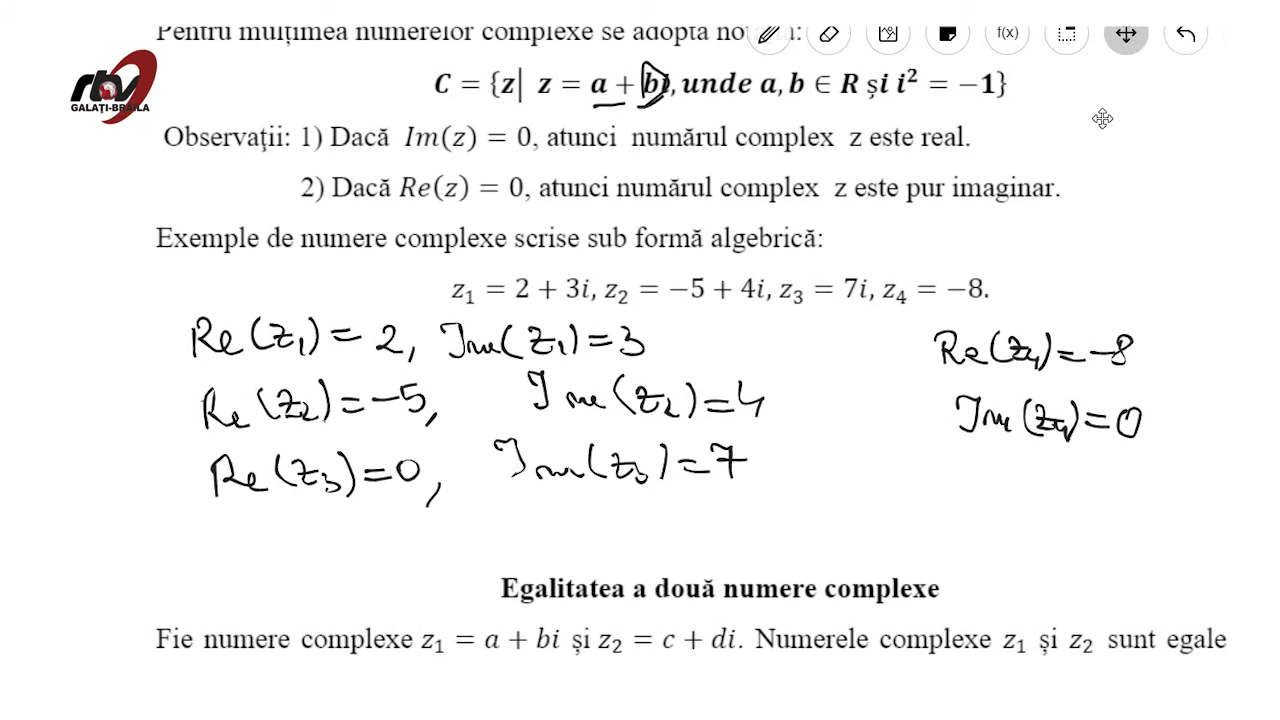 Pentru mulțimea numerelor complexe se adoptă
f(x)
rtv
GALAȚI-BRAILA
C = {z| z = a + bi, unde a, b ∈ R și i² = −1}
Observații: 1) Dacă Im(z) = 0, atunci numărul complex z este real.
2) Dacă Re(z) = 0, atunci numărul complex z este pur imaginar.
Exemple de numere complexe scrise sub formă algebrică:
z₁ = 2 + 3i, z₂ = −5 + 4i, z₃ = 7i, z₄ = −8.
Re(z₁) = 2, Im(z₁) = 3 Re(z₄) = −8
Re(z₂) = −5, Im(z₂) = 4 Im(z₄) = 0
Re(z₃) = 0, Im(z₃) = 7
Egalitatea a două numere complexe
Fie numere complexe z₁ = a + bi și z₂ = c + di. Numerele complexe z₁ și z₂ sunt egale